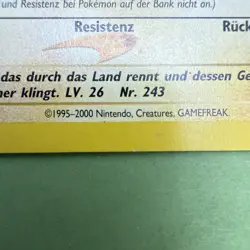 und Resistenz bei Pokémon auf der Bank nicht an.)
Resistenz Rück
das durch das Land rennt und dessen Ge
er klingt. LV. 26 Nr. 243
©1995-2000 Nintendo, Creatures, GAMEFREAK.